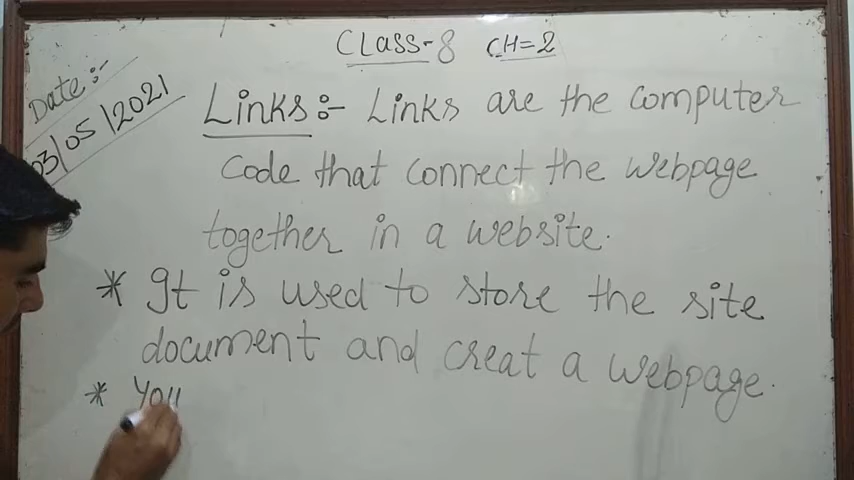 CLASS-8 CH=2
Date:-
03/05/2021
Links:- Links are the computer
Code that connect the webpage
together in a website.
* It is used to store the site
document and creat a webpage.
* You